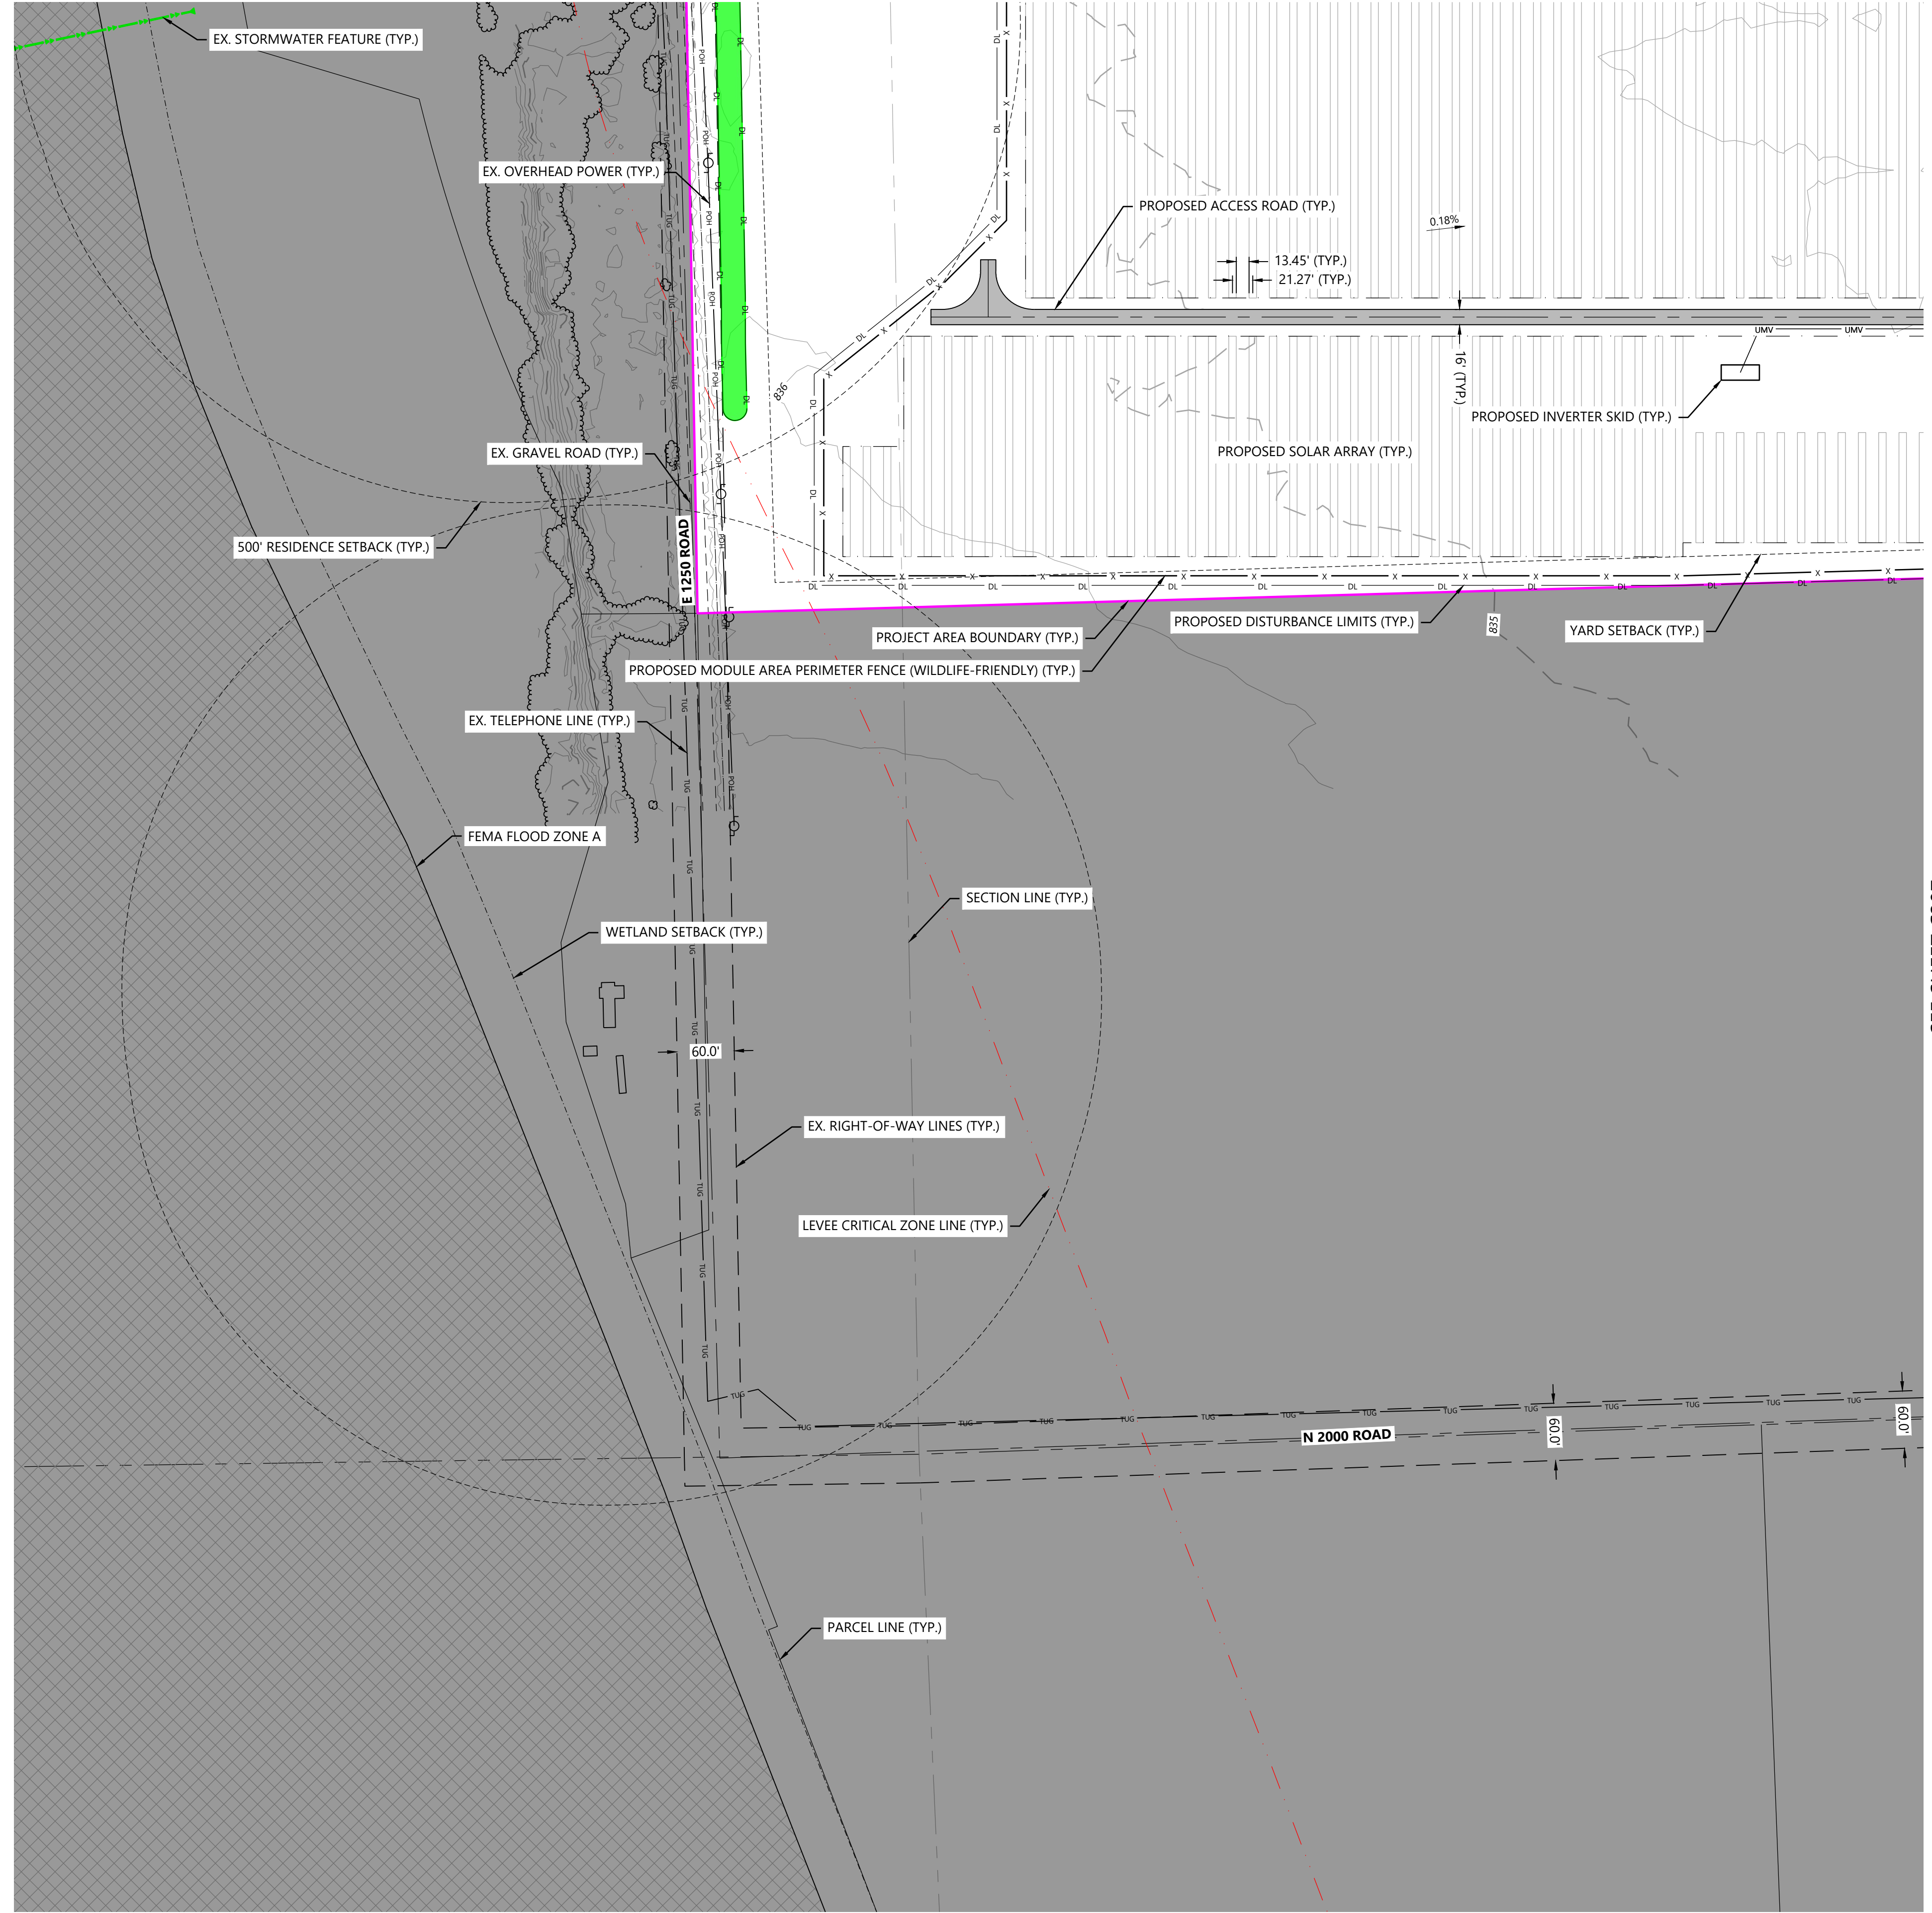 EX. STORMWATER FEATURE (TYP.)
EX. OVERHEAD POWER (TYP.)
PROPOSED ACCESS ROAD (TYP.)
0.18%
13.45' (TYP.)
21.27' (TYP.)
UMV
UMV
16' (TYP.)
836
PROPOSED INVERTER SKID (TYP.)
EX. GRAVEL ROAD (TYP.)
PROPOSED SOLAR ARRAY (TYP.)
500' RESIDENCE SETBACK (TYP.)
E 1250 ROAD
PROJECT AREA BOUNDARY (TYP.)
PROPOSED DISTURBANCE LIMITS (TYP.)
835
YARD SETBACK (TYP.)
PROPOSED MODULE AREA PERIMETER FENCE (WILDLIFE-FRIENDLY) (TYP.)
EX. TELEPHONE LINE (TYP.)
FEMA FLOOD ZONE A
SECTION LINE (TYP.)
WETLAND SETBACK (TYP.)
60.0'
EX. RIGHT-OF-WAY LINES (TYP.)
LEVEE CRITICAL ZONE LINE (TYP.)
N 2000 ROAD
60.0'
60.0'
PARCEL LINE (TYP.)
DL
X
POH
TUG